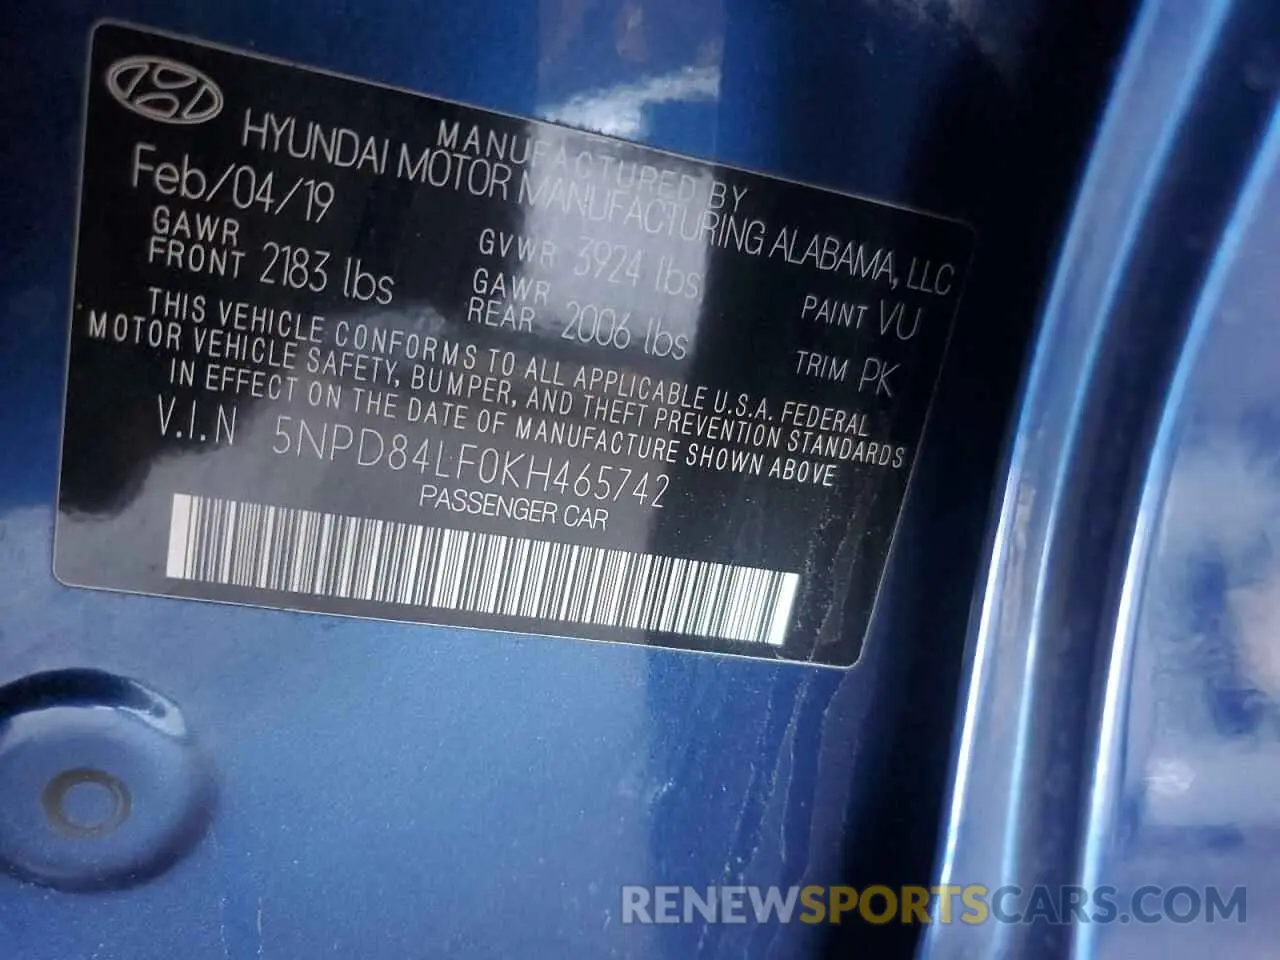 MANUFACTURED BY
HYUNDAI MOTOR MANUFACTURING ALABAMA, LLC
Feb/04/19
GVWR 3924 lbs
PAINT VU
GAWR FRONT 2183 lbs
GAWR REAR 2006 lbs
TRIM PK
THIS VEHICLE CONFORMS TO ALL APPLICABLE U.S.A. FEDERAL
MOTOR VEHICLE SAFETY, BUMPER, AND THEFT PREVENTION STANDARDS
IN EFFECT ON THE DATE OF MANUFACTURE SHOWN ABOVE
V.I.N 5NPD84LF0KH465742
PASSENGER CAR
RENEWSPORTSCARS.COM